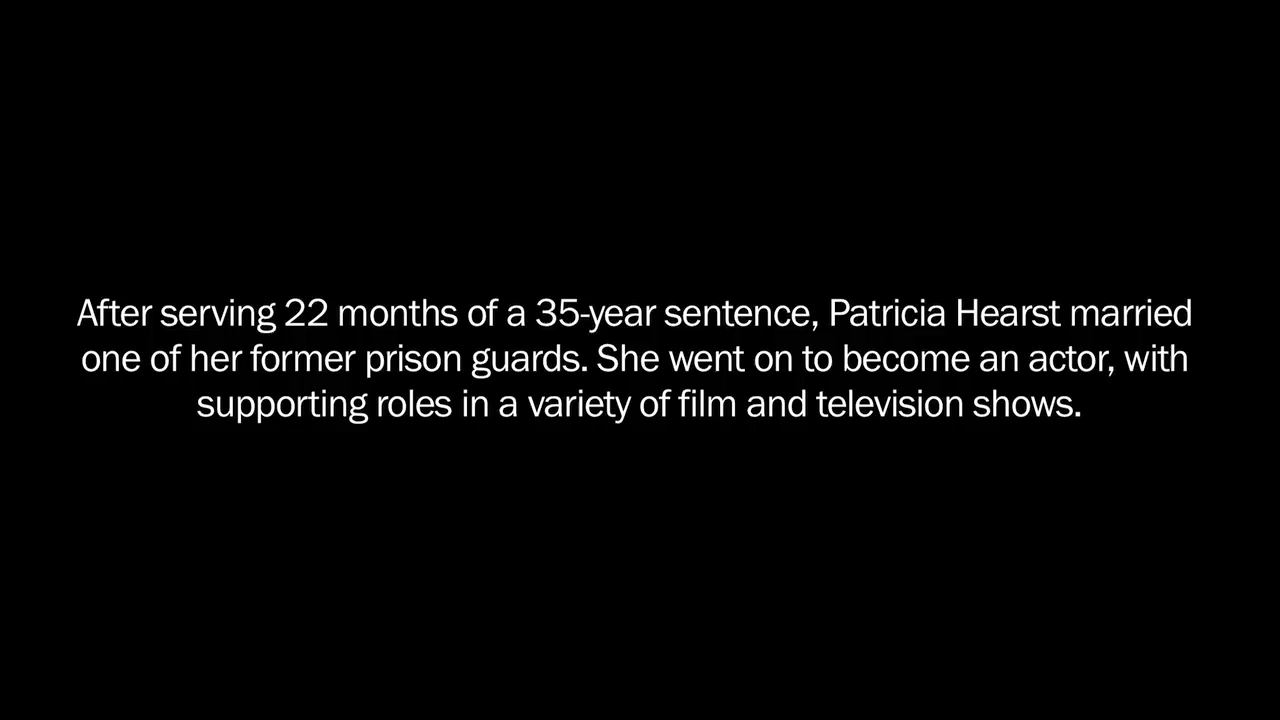 After serving 22 months of a 35-year sentence, Patricia Hearst married
one of her former prison guards. She went on to become an actor, with
supporting roles in a variety of film and television shows.